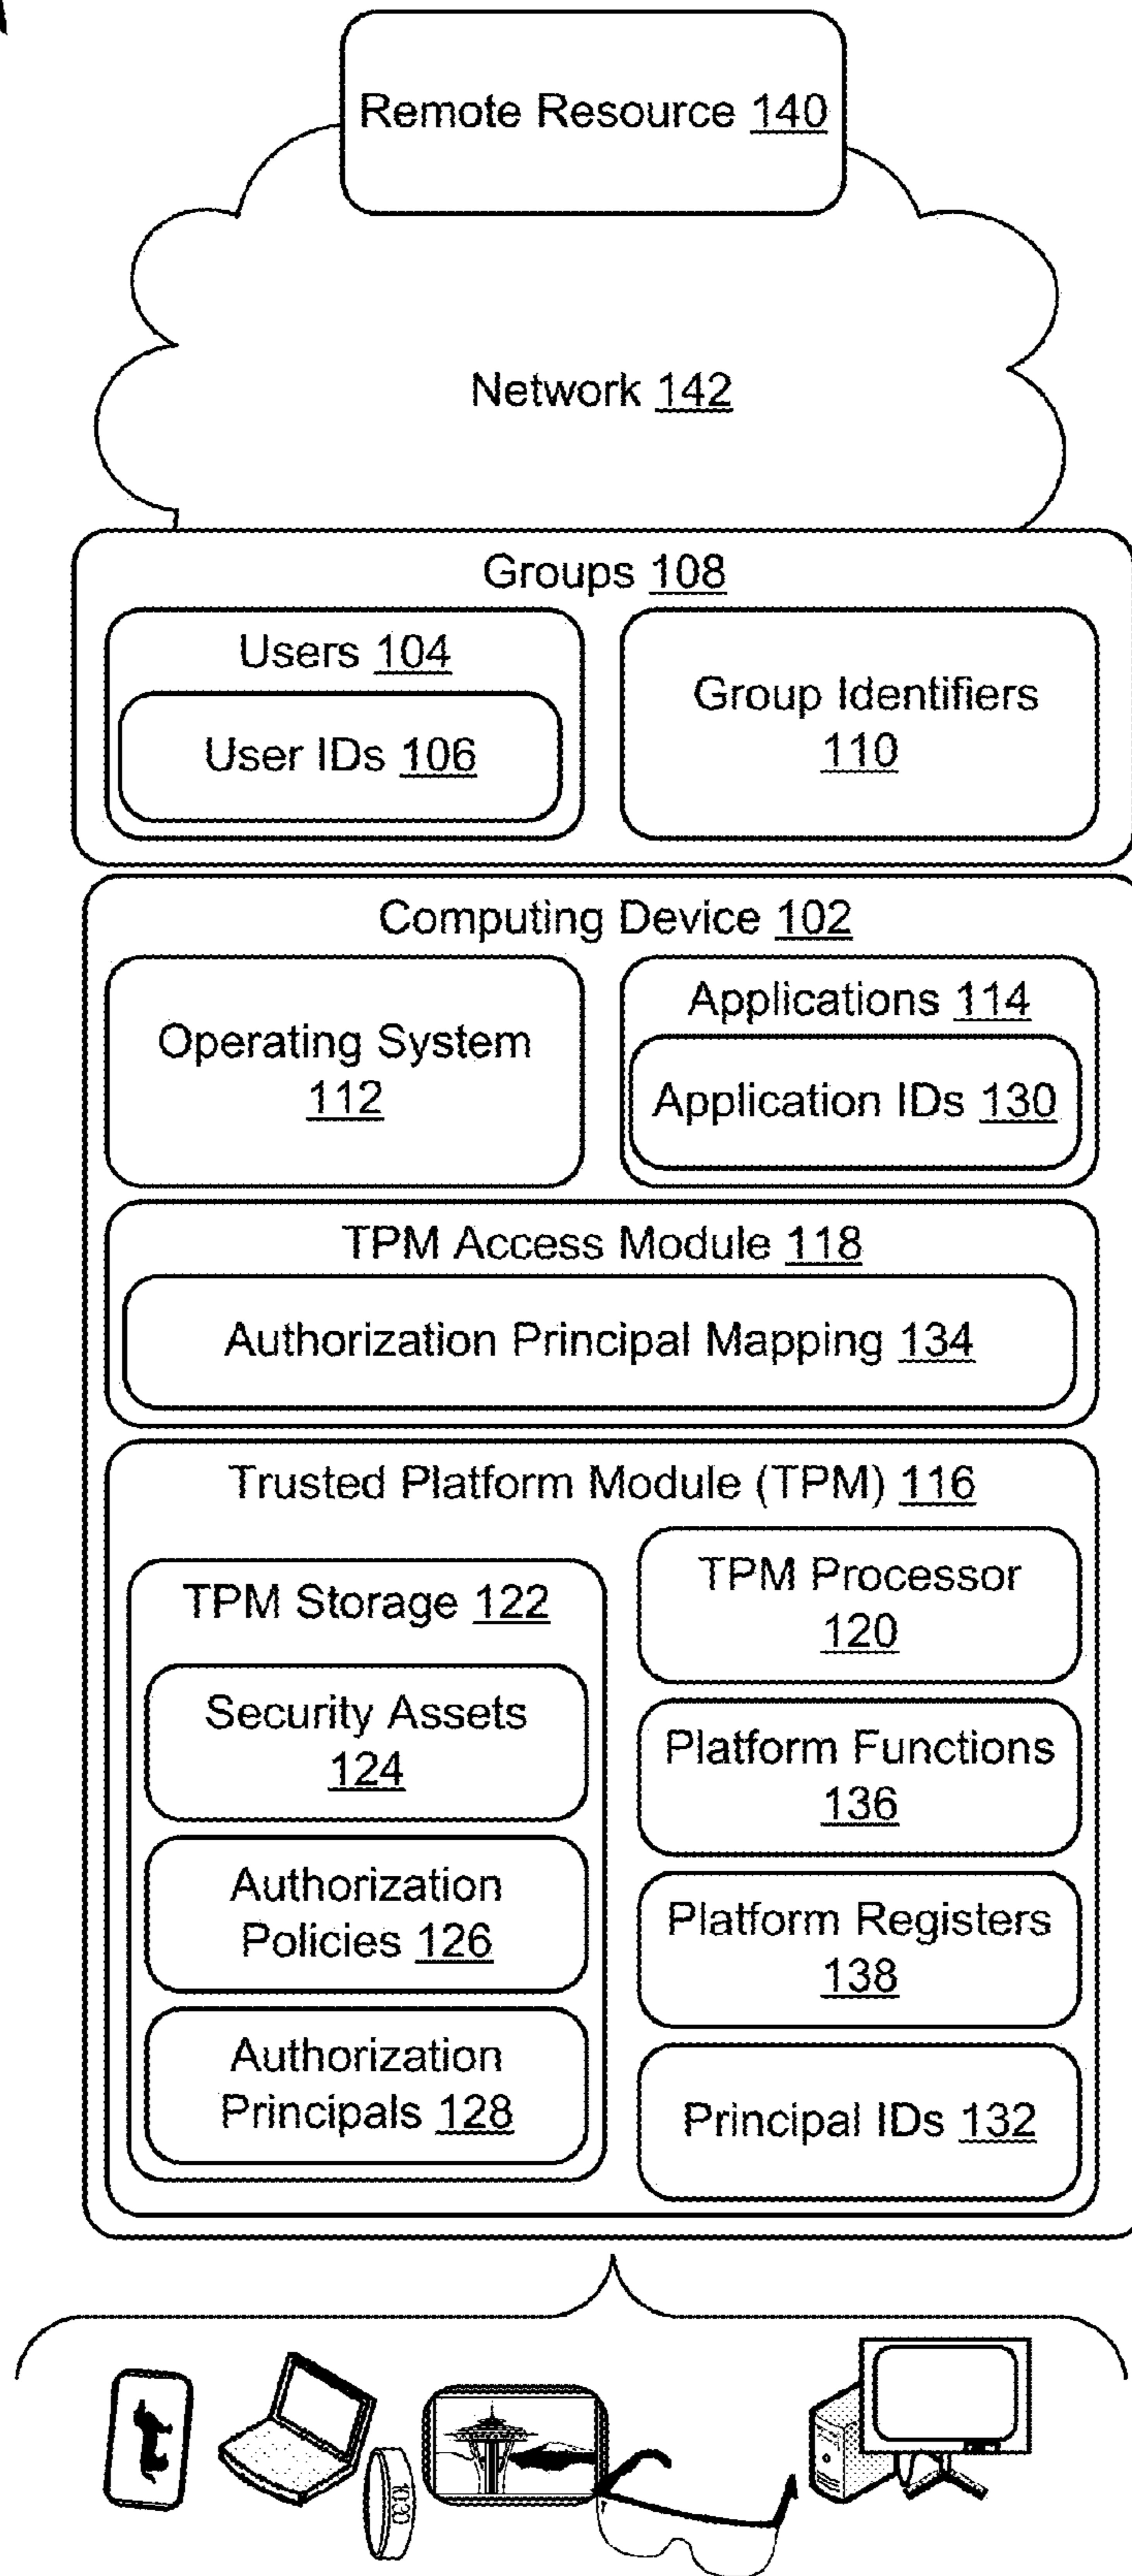 Remote Resource 140
Network 142
Groups 108
Users 104
User IDs 106
Group Identifiers
110
Computing Device 102
Operating System
112
Applications 114
Application IDs 130
TPM Access Module 118
Authorization Principal Mapping 134
Trusted Platform Module (TPM) 116
TPM Storage 122
Security Assets
124
Authorization
Policies 126
Authorization
Principals 128
TPM Processor
120
Platform Functions
136
Platform Registers
138
Principal IDs 132
10:30